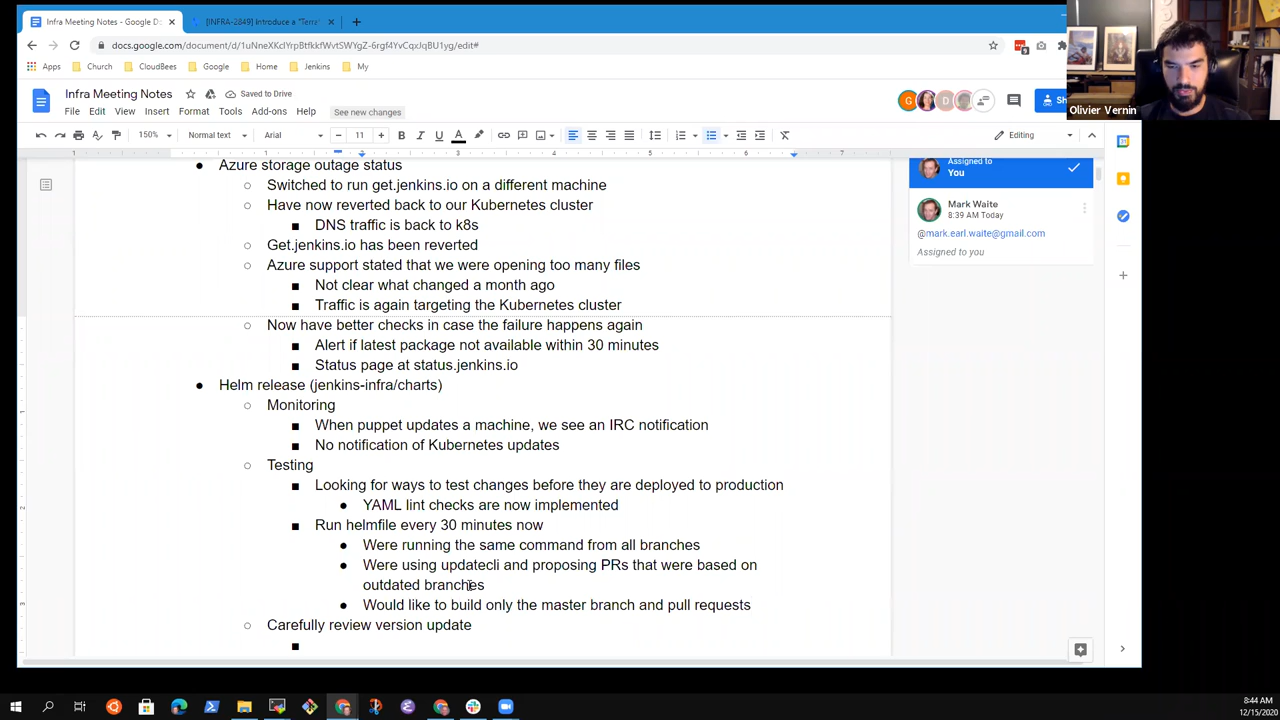 Infra Meeting Notes - Google Do
[INFRA-2849] Introduce a "Terra
docs.google.com/document/d/
Apps
Church
CloudBees
Google
Home
Jenkins
My
Olivier Vernin
Infra Meeting Notes
Saved to Drive
File
Edit
View
Insert
Format
Tools
Add-ons
Help
See new changes
G
D
Sh
150%
Normal text
Arial
11
Editing
1
1
2
3
4
5
6
7
Azure storage outage status
Switched to run get.jenkins.io on a different machine
Have now reverted back to our Kubernetes cluster
DNS traffic is back to k8s
Get.jenkins.io has been reverted
Azure support stated that we were opening too many files
Not clear what changed a month ago
Traffic is again targeting the Kubernetes cluster
Now have better checks in case the failure happens again
Alert if latest package not available within 30 minutes
Status page at status.jenkins.io
Helm release (jenkins-infra/charts)
Monitoring
When puppet updates a machine, we see an IRC notification
No notification of Kubernetes updates
Testing
Looking for ways to test changes before they are deployed to production
YAML lint checks are now implemented
Run helmfile every 30 minutes now
Were running the same command from all branches
Were using updatecli and proposing PRs that were based on
outdated branches
Would like to build only the master branch and pull requests
Carefully review version update
Assigned to
You
Mark Waite
8:39 AM Today
@mark.earl.waite@gmail.com
Assigned to you
8:44 AM
12/15/2020